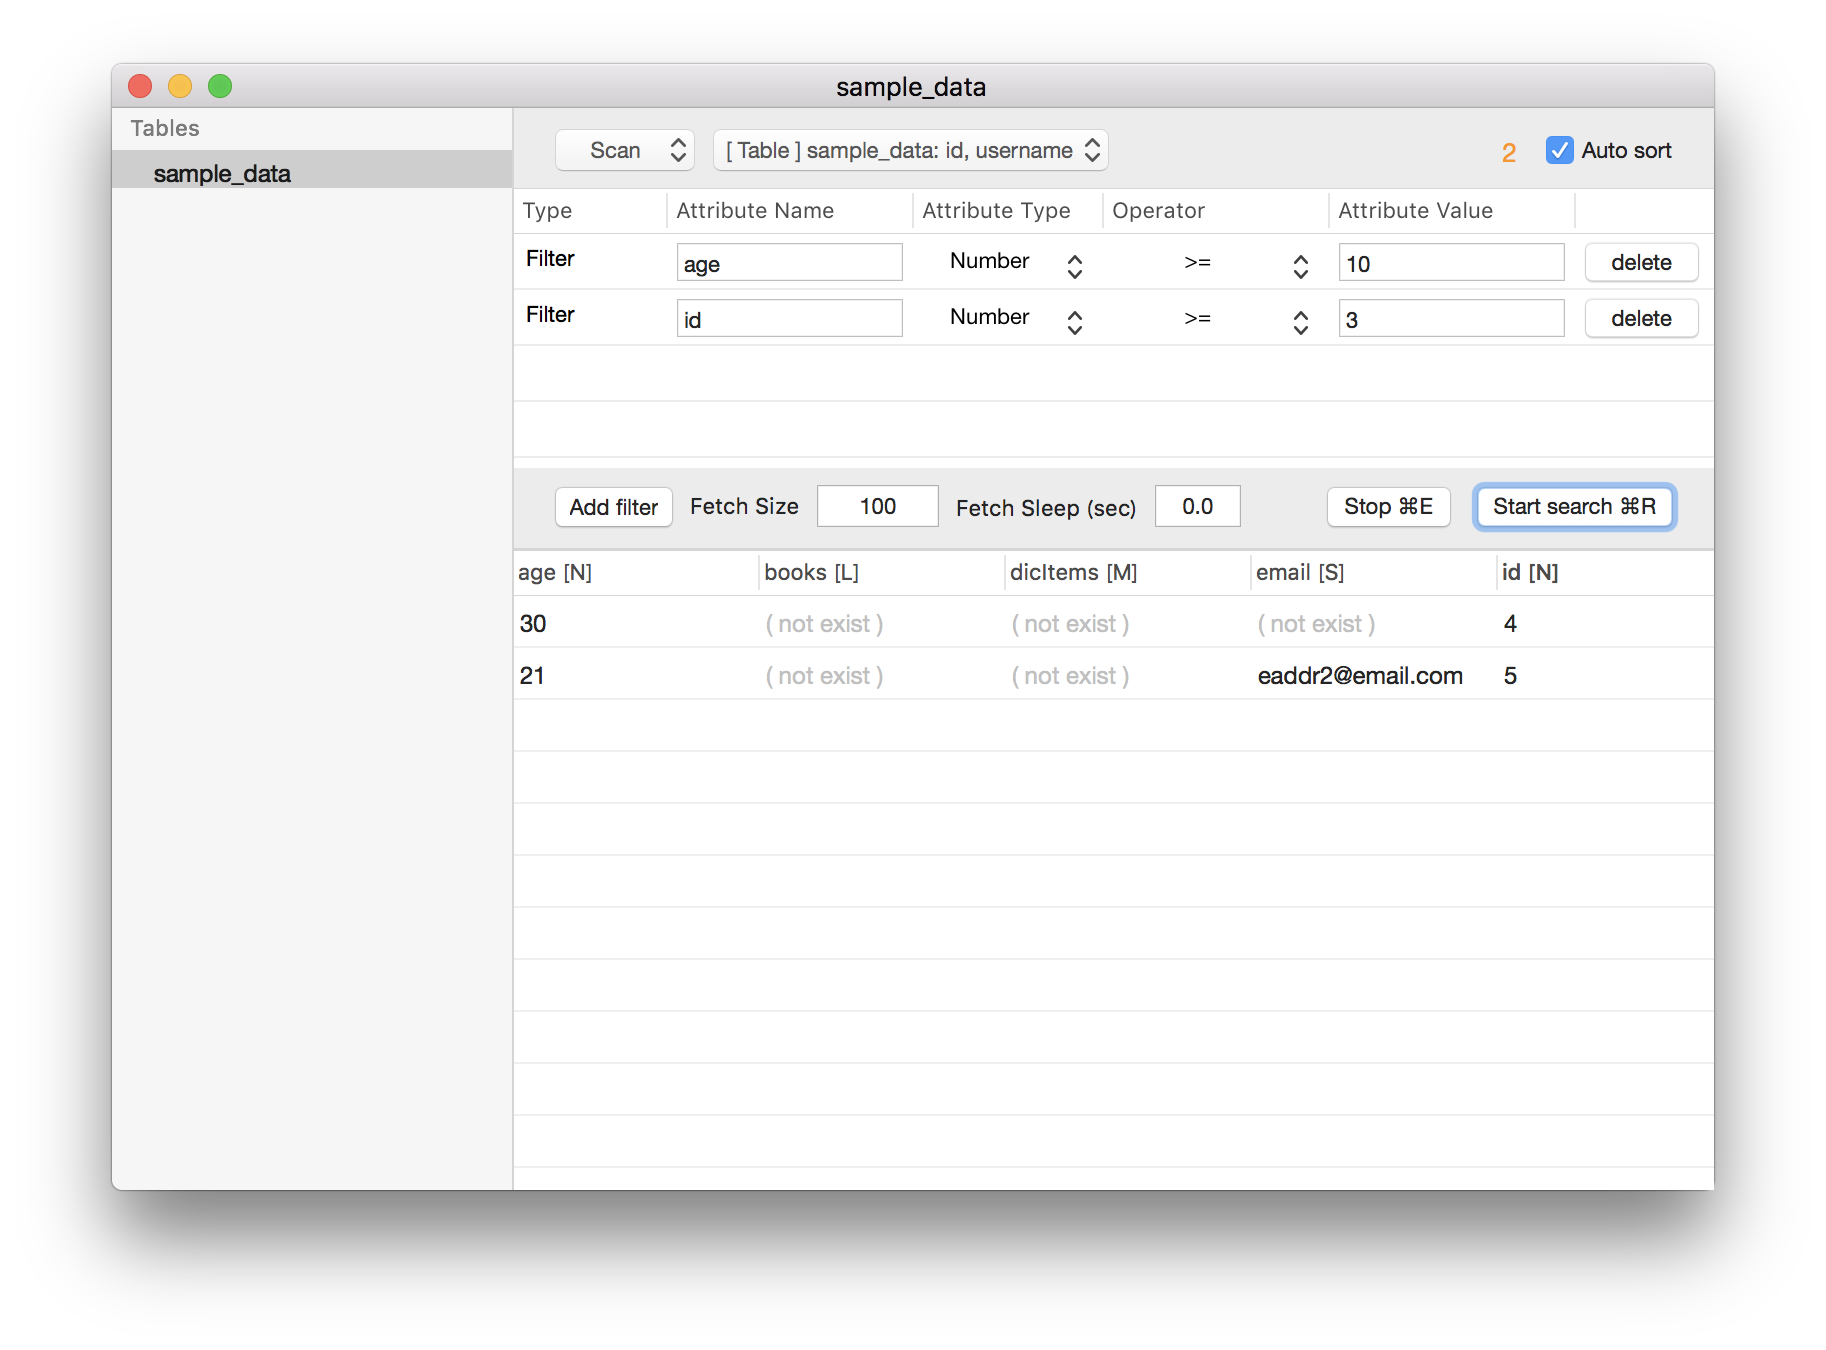 sample_data
Tables
sample_data
Scan [ Table ] sample_data: id, username 2 Auto sort
Type Attribute Name Attribute Type Operator Attribute Value
Filter age Number >= 10 delete
Filter id Number >= 3 delete
Add filter Fetch Size 100 Fetch Sleep (sec) 0.0 Stop ⌘E Start search ⌘R
age [N] books [L] dicItems [M] email [S] id [N]
30 ( not exist ) ( not exist ) ( not exist ) 4
21 ( not exist ) ( not exist ) eaddr2@email.com 5